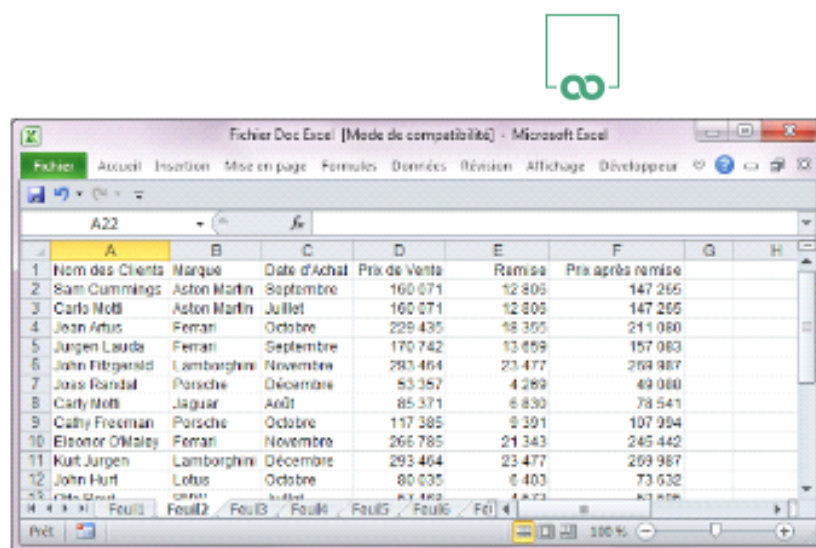 Fichier Doc Excel [Mode de compatibilité] - Microsoft Excel
Fichier Accueil Insertion Mise en page Formules Données Révision Affichage Développeur
A22 fx
A B C D E F G H
1 Nom des Clients Marque Date d'Achat Prix de Vente Remise Prix après remise
2 Sam Cummings Aston Martin Septembre 160 071 12 806 147 265
3 Carlo Motti Aston Martin Juillet 160 071 12 806 147 265
4 Jean Artus Ferrari Octobre 229 435 18 355 211 080
5 Jurgen Lauda Ferrari Septembre 170 742 13 659 157 083
6 John Fitzgerald Lamborghini Novembre 293 464 23 477 269 987
7 Joss Randal Porsche Décembre 53 357 4 269 49 088
8 Carly Motti Jaguar Août 85 371 6 830 78 541
9 Cathy Freeman Porsche Octobre 117 385 9 391 107 994
10 Eleonor O'Maley Ferrari Novembre 266 785 21 343 245 442
11 Kurt Jurgen Lamborghini Décembre 293 464 23 477 269 987
12 John Hurt Lotus Octobre 80 035 6 403 73 632
Feuil1 Feuil2 Feuil3 Feuil4 Feuil5 Feuil6
Prêt 100 %